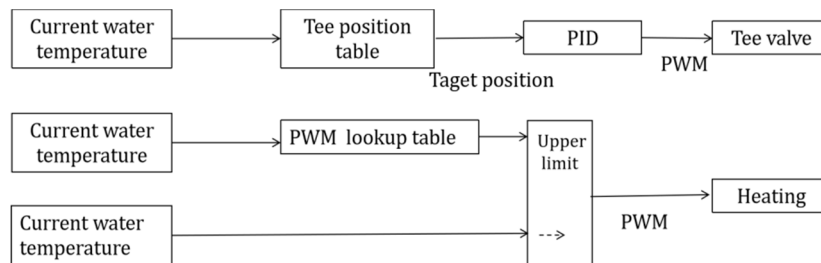 Current water
temperature
Tee position
table
PID
Tee valve
Taget position
PWM
Current water
temperature
PWM lookup table
Upper
limit
Heating
PWM
Current water
temperature